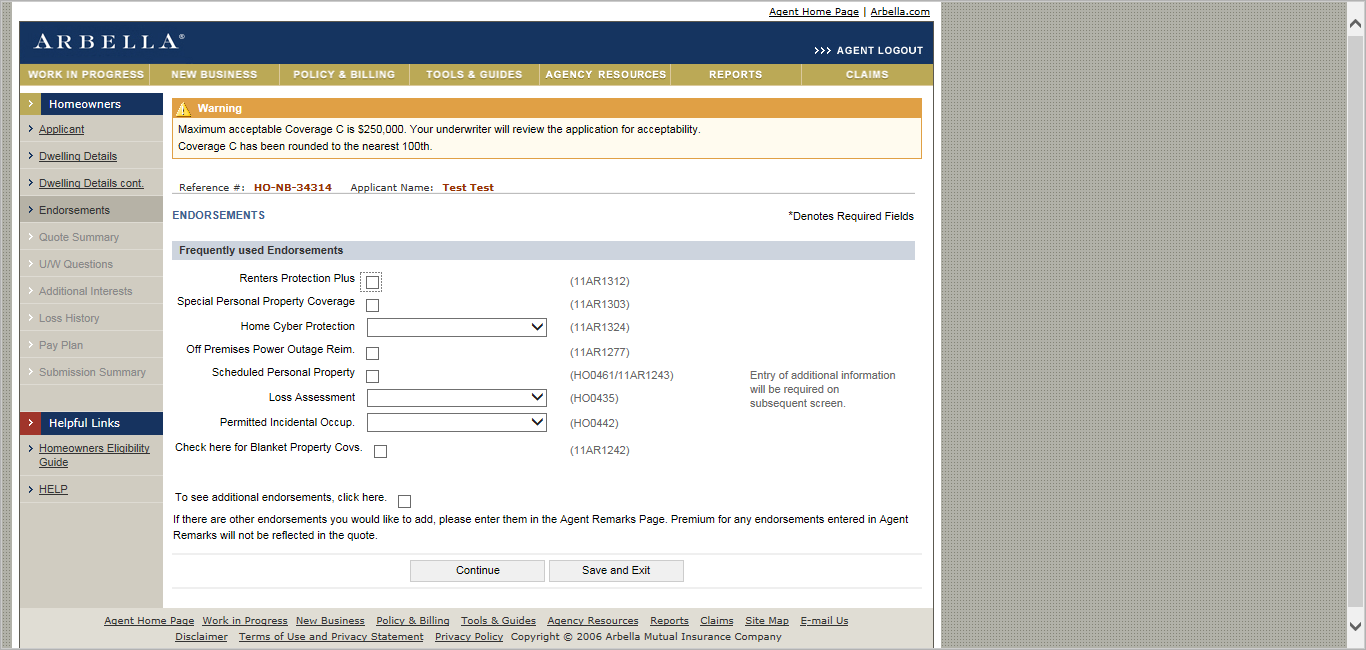 Agent Home Page | Arbella.com
ARBELLA®
>>> AGENT LOGOUT
WORK IN PROGRESS NEW BUSINESS POLICY & BILLING TOOLS & GUIDES AGENCY RESOURCES REPORTS CLAIMS
Homeowners
Applicant
Dwelling Details
Dwelling Details cont.
Endorsements
Quote Summary
U/W Questions
Additional Interests
Loss History
Pay Plan
Submission Summary
Helpful Links
Homeowners Eligibility
Guide
HELP
Warning
Maximum acceptable Coverage C is $250,000. Your underwriter will review the application for acceptability.
Coverage C has been rounded to the nearest 100th.
Reference #: HO-NB-34314 Applicant Name: Test Test
ENDORSEMENTS
*Denotes Required Fields
Frequently used Endorsements
Renters Protection Plus (11AR1312)
Special Personal Property Coverage (11AR1303)
Home Cyber Protection (11AR1324)
Off Premises Power Outage Reim. (11AR1277)
Scheduled Personal Property (HO0461/11AR1243)
Entry of additional information
will be required on
subsequent screen.
Loss Assessment (HO0435)
Permitted Incidental Occup. (HO0442)
Check here for Blanket Property Covs. (11AR1242)
To see additional endorsements, click here.
If there are other endorsements you would like to add, please enter them in the Agent Remarks Page. Premium for any endorsements entered in Agent
Remarks will not be reflected in the quote.
Continue Save and Exit
Agent Home Page Work in Progress New Business Policy & Billing Tools & Guides Agency Resources Reports Claims Site Map E-mail Us
Disclaimer Terms of Use and Privacy Statement Privacy Policy Copyright © 2006 Arbella Mutual Insurance Company